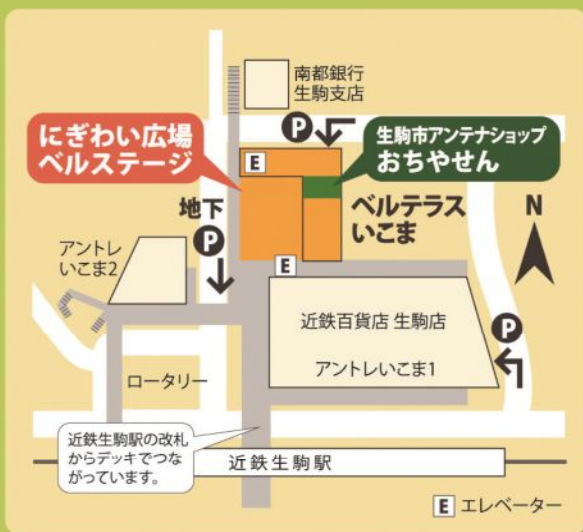 南都銀行
生駒支店
にぎわい広場
ベルステージ
P
生駒市アンテナショップ
おちやせん
E
地下
P
ベルテラス
いこま
N
アントレ
いこま2
E
近鉄百貨店 生駒店
P
アントレいこま1
ロータリー
近鉄生駒駅の改札
からデッキでつな
がっています。
近鉄生駒駅
E エレベーター